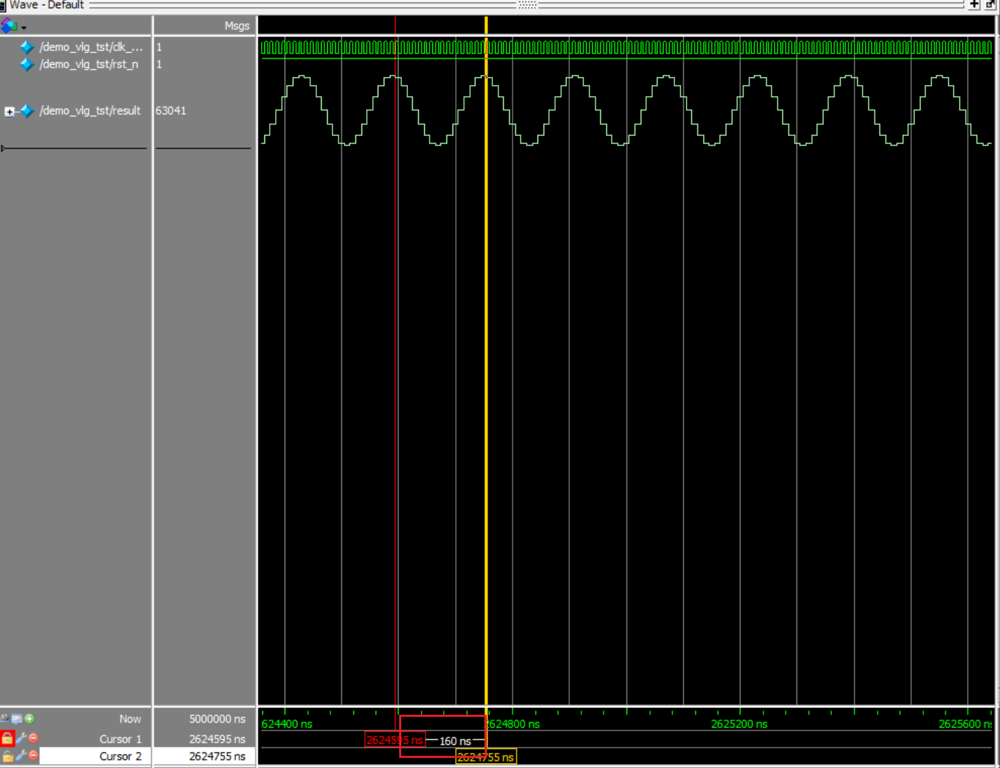 Wave - Default
Msgs
/demo_vlg_tst/clk_... 1
/demo_vlg_tst/rst_n 1
/demo_vlg_tst/result 63041
Now 5000000 ns
624400 ns 2624800 ns 2625200 ns 2625600 n
Cursor 1 2624595 ns 2624595 ns 160 ns
Cursor 2 2624755 ns 2624755 ns